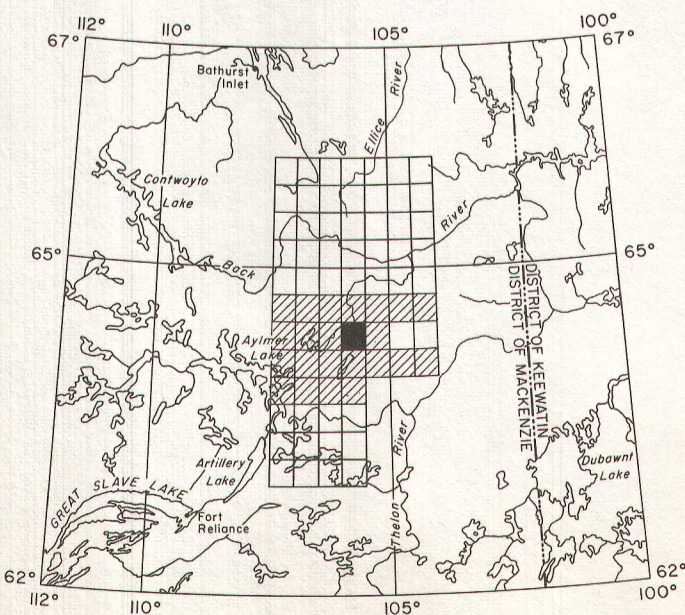 112° 110° 105° 100°
67° 67°
Bathurst
Inlet
Ellice River
Contwoyto
Lake
River
65° 65°
Back
DISTRICT OF KEEWATIN
DISTRICT OF MACKENZIE
Aylmer
Lake
River
Thelon
Artillery
Lake
Dubawnt
Lake
GREAT SLAVE LAKE
Fort
Reliance
62° 62°
112° 110° 105° 100°